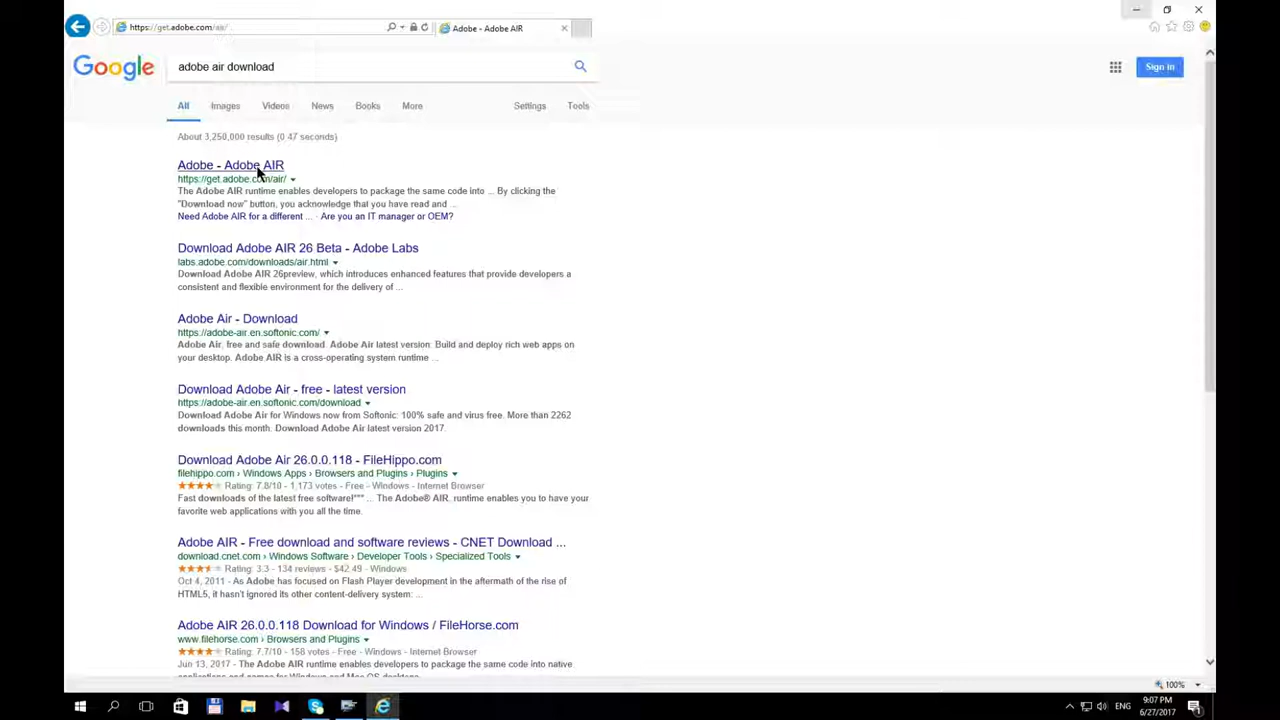 https://get.adobe.com/air/
Adobe - Adobe AIR
Google
adobe air download
Sign in
All Images Videos News Books More Settings Tools
About 3,250,000 results (0.47 seconds)
Adobe - Adobe AIR
https://get.adobe.com/air/
The Adobe AIR runtime enables developers to package the same code into ... By clicking the
"Download now" button, you acknowledge that you have read and ...
Need Adobe AIR for a different ... · Are you an IT manager or OEM?
Download Adobe AIR 26 Beta - Adobe Labs
labs.adobe.com/downloads/air.html
Download Adobe AIR 26preview, which introduces enhanced features that provide developers a
consistent and flexible environment for the delivery of ...
Adobe Air - Download
https://adobe-air.en.softonic.com/
Adobe Air, free and safe download. Adobe Air latest version: Build and deploy rich web apps on
your desktop. Adobe AIR is a cross-operating system runtime ...
Download Adobe Air - free - latest version
https://adobe-air.en.softonic.com/download
Download Adobe Air for Windows now from Softonic: 100% safe and virus free. More than 2262
downloads this month. Download Adobe Air latest version 2017.
Download Adobe Air 26.0.0.118 - FileHippo.com
filehippo.com › Windows Apps › Browsers and Plugins › Plugins
Rating: 7.8/10 - 1,173 votes - Free - Windows - Internet Browser
Fast downloads of the latest free software!*** ... The Adobe® AIR. runtime enables you to have your
favorite web applications with you all the time.
Adobe AIR - Free download and software reviews - CNET Download ...
download.cnet.com › Windows Software › Developer Tools › Specialized Tools
Rating: 3.3 - 134 reviews - $42.49 - Windows
Oct 4, 2011 - As Adobe has focused on Flash Player development in the aftermath of the rise of
HTML5, it hasn't ignored its other content-delivery system: ...
Adobe AIR 26.0.0.118 Download for Windows / FileHorse.com
www.filehorse.com › Browsers and Plugins
Rating: 7.7/10 - 158 votes - Free - Windows - Internet Browser
Jun 13, 2017 - The Adobe AIR runtime enables developers to package the same code into native
applications and games for Windows and Mac OS desktops
100%
ENG
9:07 PM
6/27/2017